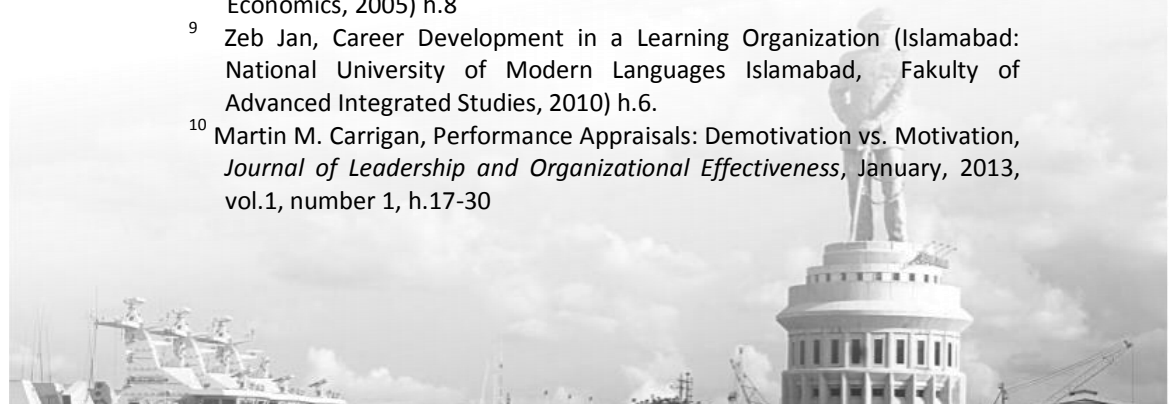 Economics, 2005) h.8
9 Zeb Jan, Career Development in a Learning Organization (Islamabad:
National University of Modern Languages Islamabad, Fakulty of
Advanced Integrated Studies, 2010) h.6.
10 Martin M. Carrigan, Performance Appraisals: Demotivation vs. Motivation,
Journal of Leadership and Organizational Effectiveness, January, 2013,
vol.1, number 1, h.17-30